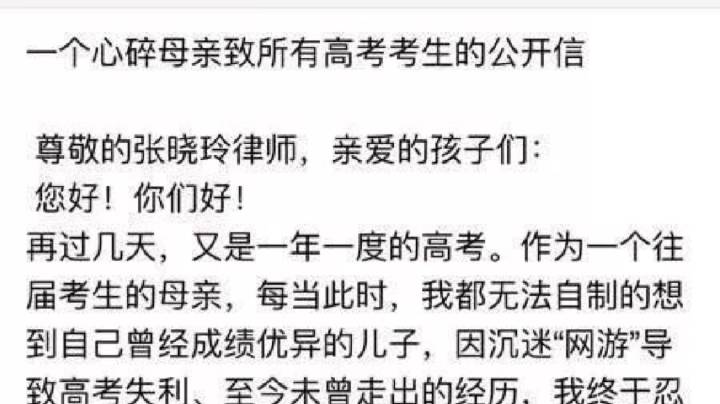 一个心碎母亲致所有高考考生的公开信
尊敬的张晓玲律师，亲爱的孩子们：
您好！你们好！
再过几天，又是一年一度的高考。作为一个往
届考生的母亲，每当此时，我都无法自制的想
到自己曾经成绩优异的儿子，因沉迷“网游”导
致高考失利、至今未曾走出的经历，我终于忍